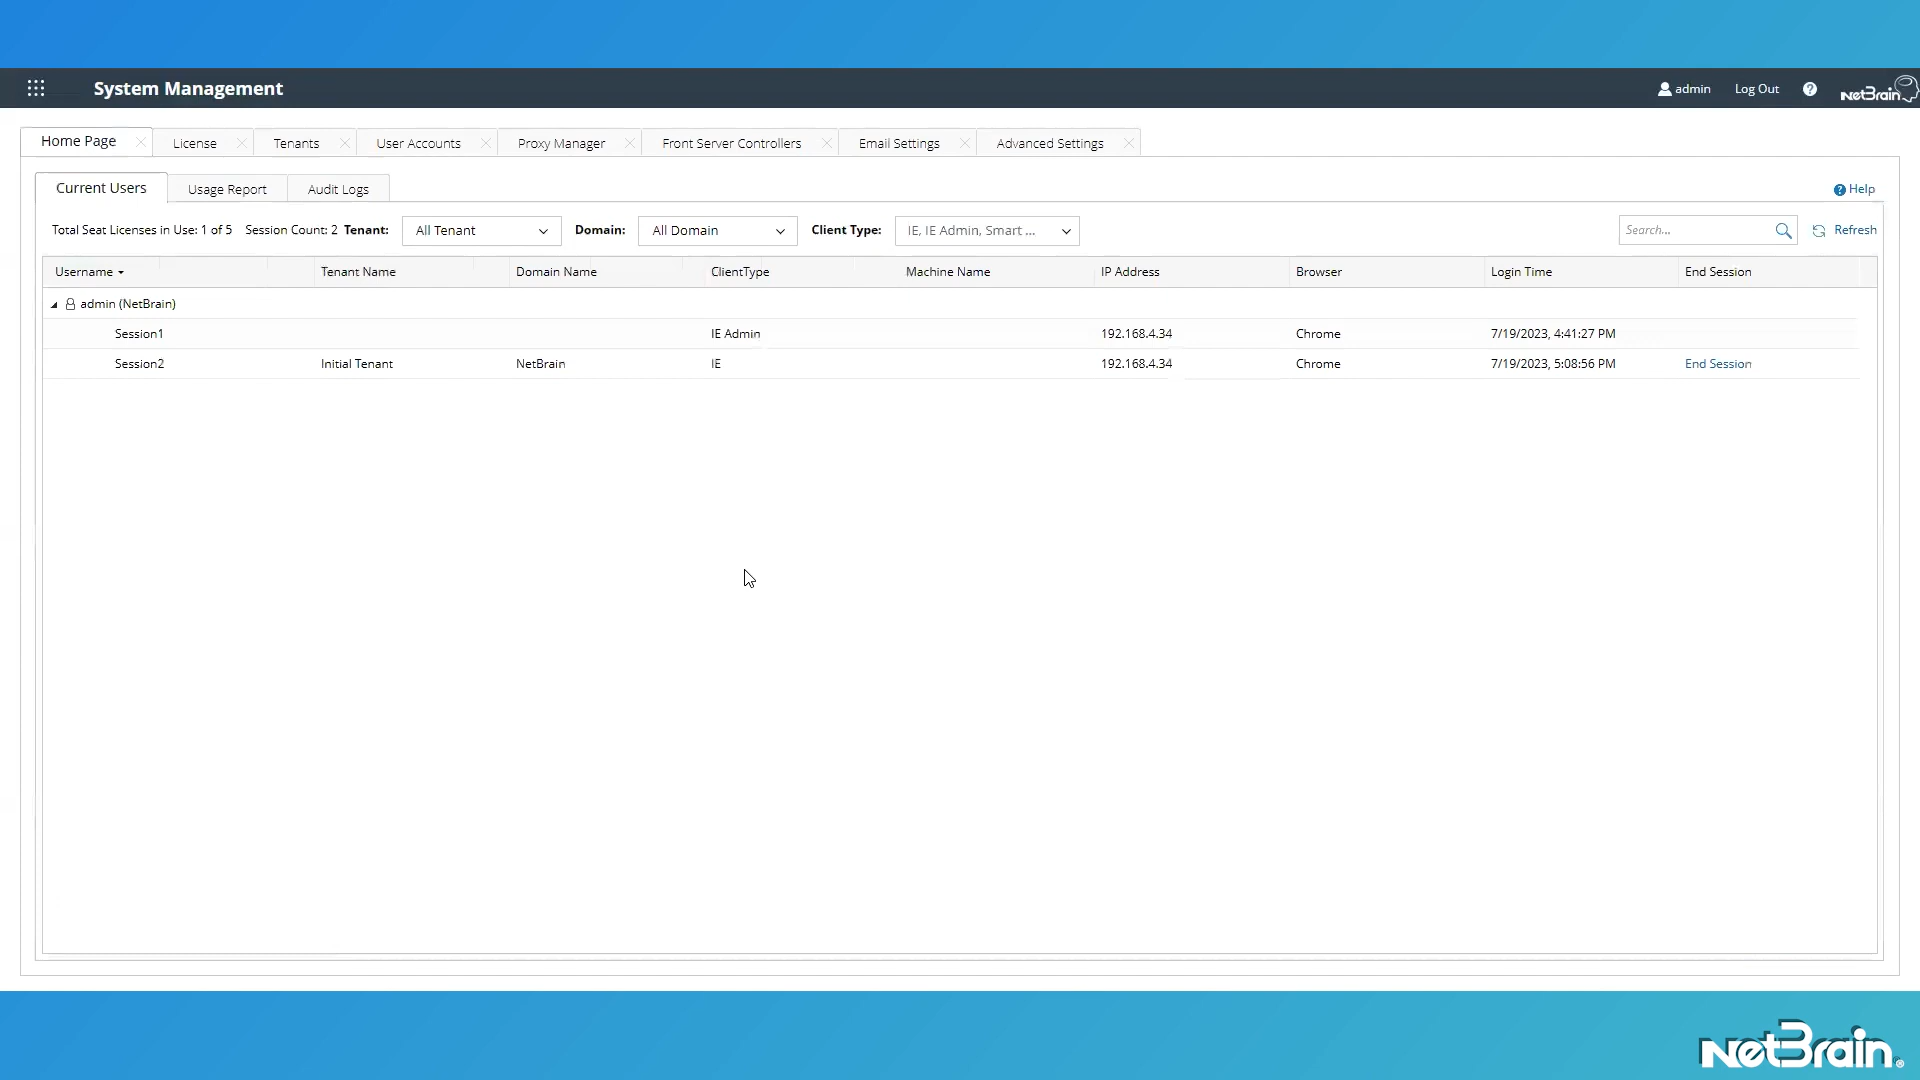 System Management
admin Log Out NetBrain
Home Page License Tenants User Accounts Proxy Manager Front Server Controllers Email Settings Advanced Settings
Current Users Usage Report Audit Logs Help
Total Seat Licenses in Use: 1 of 5 Session Count: 2 Tenant: All Tenant Domain: All Domain Client Type: IE, IE Admin, Smart ... Search... Refresh
Username Tenant Name Domain Name ClientType Machine Name IP Address Browser Login Time End Session
admin (NetBrain)
Session1 IE Admin 192.168.4.34 Chrome 7/19/2023, 4:41:27 PM
Session2 Initial Tenant NetBrain IE 192.168.4.34 Chrome 7/19/2023, 5:08:56 PM End Session
NetBrain®